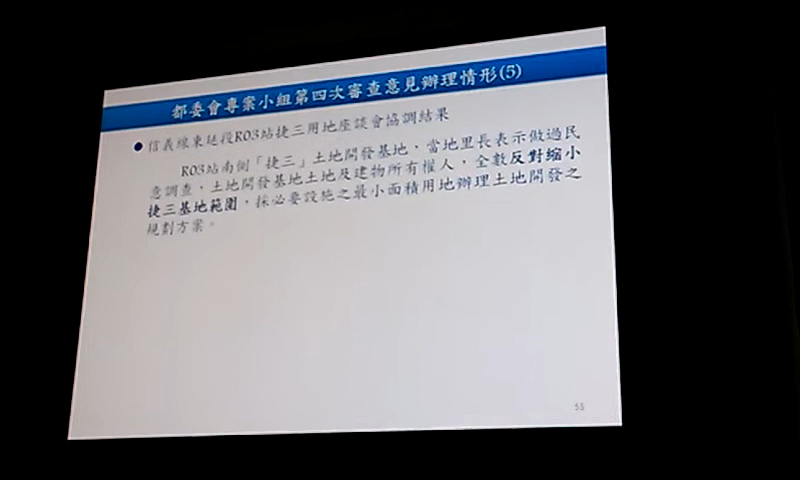 都委會專案小組第四次審查意見辦理情形(5)
●信義線東延段R03站捷三用地座談會協調結果
R03站南側「捷三」土地開發基地，當地里長表示做過民
意調查，土地開發基地土地及建物所有權人，全數反對縮小
捷三基地範圍，採必要設施之最小面積用地辦理土地開發之
規劃方案。
55